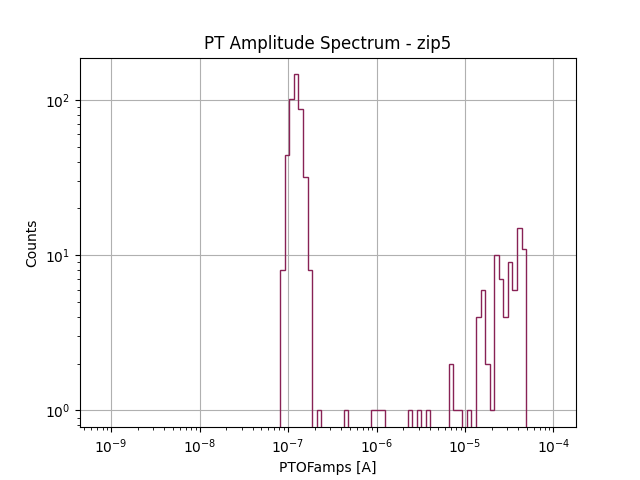 PT Amplitude Spectrum - zip5
Counts
10²
10¹
10⁰
10⁻⁹ 10⁻⁸ 10⁻⁷ 10⁻⁶ 10⁻⁵ 10⁻⁴
PTOFamps [A]